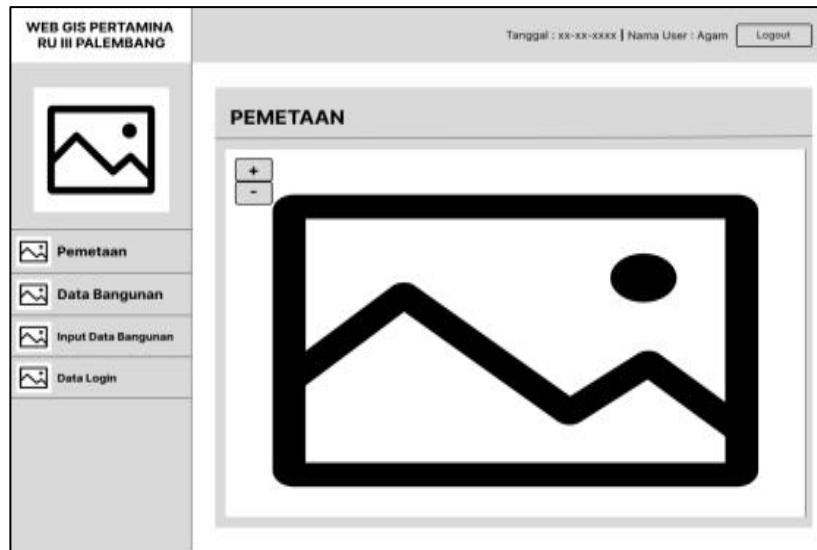 WEB GIS PERTAMINA
RU III PALEMBANG
Tanggal : xx-xx-xxxx | Nama User : Agam
Logout
PEMETAAN
+
-
Pemetaan
Data Bangunan
Input Data Bangunan
Data Login